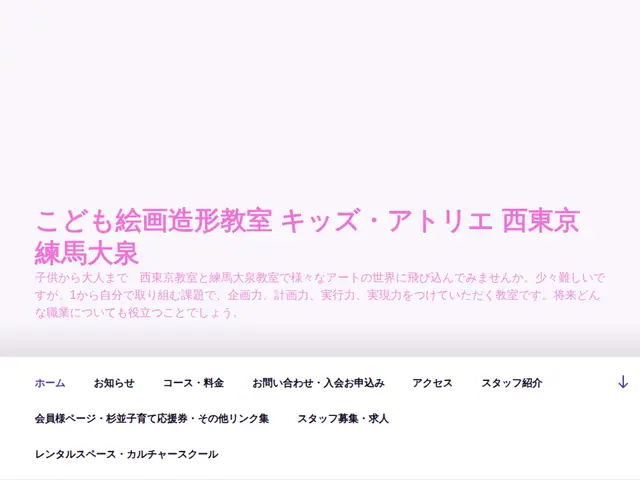 こども絵画造形教室 キッズ・アトリエ 西東京
練馬大泉
子供から大人まで　西東京教室と練馬大泉教室で様々なアートの世界に飛び込んでみませんか。少々難しいで
すが、1から自分で取り組む課題で、企画力、計画力、実行力、実現力をつけていただく教室です。将来どん
な職業についても役立つことでしょう。
ホーム お知らせ コース・料金 お問い合わせ・入会お申込み アクセス スタッフ紹介
会員様ページ・杉並子育て応援券・その他リンク集 スタッフ募集・求人
レンタルスペース・カルチャースクール